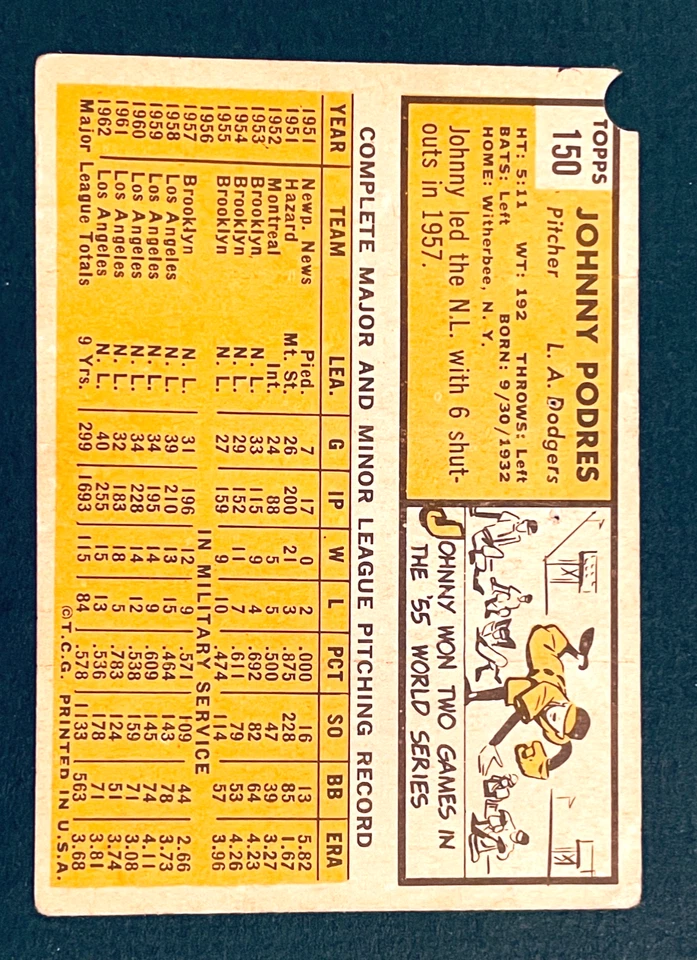 TOPPS
150
JOHNNY PODRES
Pitcher L. A. Dodgers
HT: 5:11 WT: 192 THROWS: Left
BATS: Left BORN: 9/30/1932
HOME: Witherbee, N. Y.
Johnny led the N.L. with 6 shut-
outs in 1957.
JOHNNY WON TWO GAMES IN
THE '55 WORLD SERIES
COMPLETE MAJOR AND MINOR LEAGUE PITCHING RECORD
YEAR TEAM LEA. G IP W L PCT SO BB ERA
1951 Newp. News Pied. 7 17 0 2 .000 16 13 5.82
1951 Hazard Mt. St. 26 200 21 3 .875 228 85 1.67
1952 Montreal Int. 24 88 5 5 .500 47 39 3.27
1953 Brooklyn N. L. 33 115 9 4 .692 82 64 4.23
1954 Brooklyn N. L. 29 152 11 7 .611 79 53 4.26
1955 Brooklyn N. L. 27 159 9 10 .474 114 57 3.96
1956 IN MILITARY SERVICE
1957 Brooklyn N. L. 31 196 12 9 .571 109 44 2.66
1958 Los Angeles N. L. 39 210 13 15 .464 143 78 3.73
1959 Los Angeles N. L. 34 195 14 9 .609 145 74 4.11
1960 Los Angeles N. L. 34 228 14 12 .538 159 71 3.08
1961 Los Angeles N. L. 32 183 18 5 .783 124 51 3.74
1962 Los Angeles N. L. 40 255 15 13 .536 178 71 3.81
Major League Totals 9 Yrs. 299 1693 115 84 .578 1133 563 3.68
©T.C.G. PRINTED IN U.S.A.